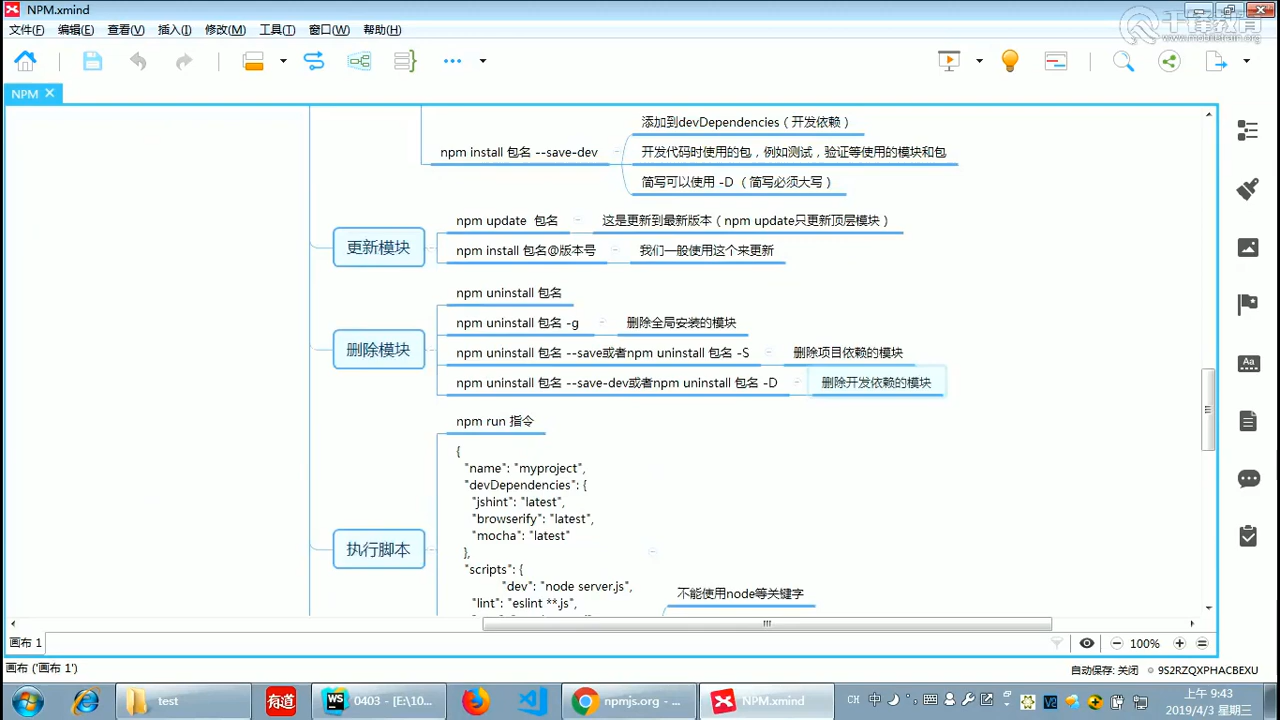 NPM.xmind
千锋教育
www.mobiletrain.org
文件(F) 编辑(E) 查看(V) 插入(I) 修改(M) 工具(T) 窗口(W) 帮助(H)
NPM
添加到devDependencies（开发依赖）
npm install 包名 --save-dev
开发代码时使用的包，例如测试，验证等使用的模块和包
简写可以使用 -D （简写必须大写）
更新模块
npm update 包名
这是更新到最新版本（npm update只更新顶层模块）
npm install 包名@版本号
我们一般使用这个来更新
删除模块
npm uninstall 包名
npm uninstall 包名 -g
删除全局安装的模块
npm uninstall 包名 --save或者npm uninstall 包名 -S
删除项目依赖的模块
npm uninstall 包名 --save-dev或者npm uninstall 包名 -D
删除开发依赖的模块
执行脚本
npm run 指令
{
"name": "myproject",
"devDependencies": {
"jshint": "latest",
"browserify": "latest",
"mocha": "latest"
},
"scripts": {
"dev": "node server.js",
"lint": "eslint **.js",
不能使用node等关键字
画布 1
100%
画布 ('画布 1')
自动保存: 关闭
9S2RZQXPHACBEXU
test
有道
0403 - [E:\10...
npmjs.org - ...
NPM.xmind
CH 中
上午 9:43
2019/4/3 星期三